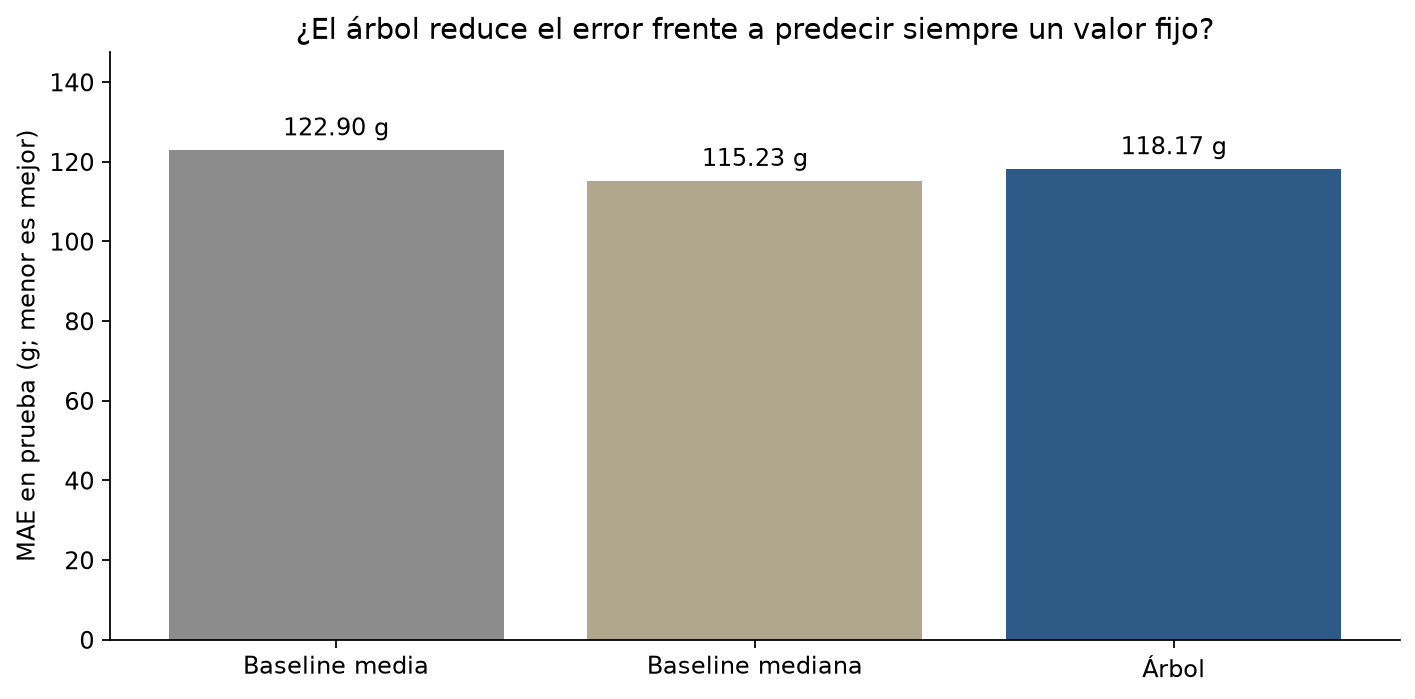 ¿El árbol reduce el error frente a predecir siempre un valor fijo?
MAE en prueba (g; menor es mejor)
140
120
100
80
60
40
20
0
122.90 g
115.23 g
118.17 g
Baseline media
Baseline mediana
Árbol